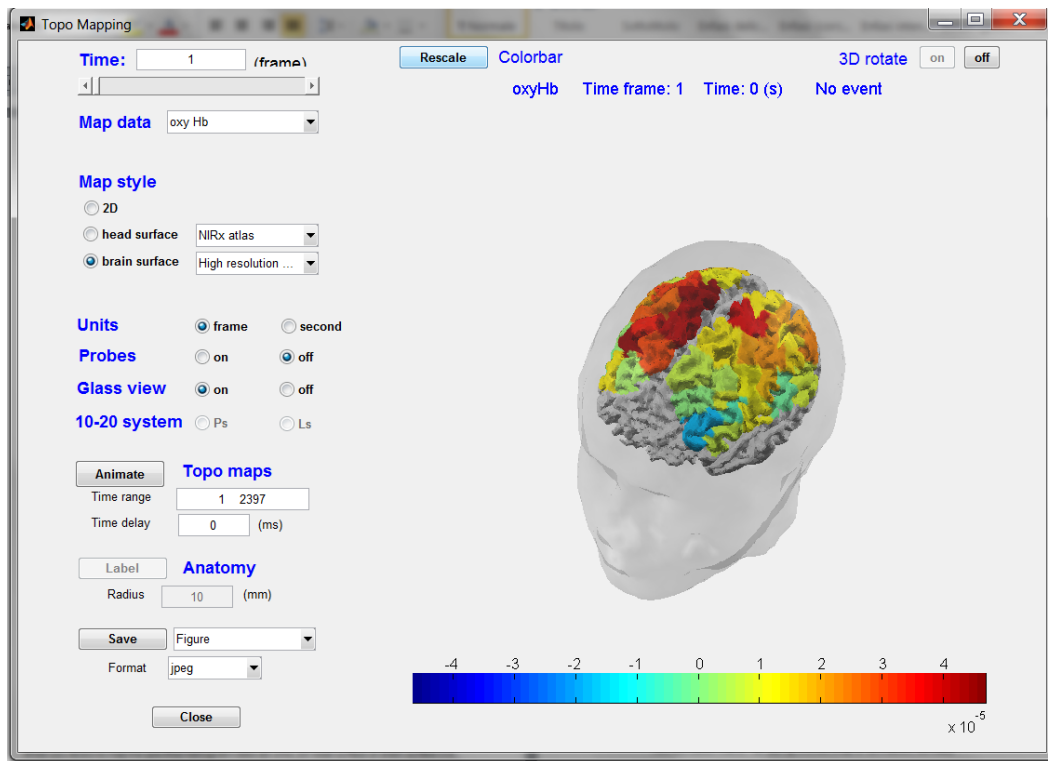 Topo Mapping
Time: 1 (frame)
Rescale Colorbar
3D rotate on off
oxyHb Time frame: 1 Time: 0 (s) No event
Map data oxy Hb
Map style
2D
head surface NIRx atlas
brain surface High resolution ...
Units frame second
Probes on off
Glass view on off
10-20 system Ps Ls
Animate Topo maps
Time range 1 2397
Time delay 0 (ms)
Label Anatomy
Radius 10 (mm)
Save Figure
Format jpeg
Close
-4 -3 -2 -1 0 1 2 3 4
x 10-5